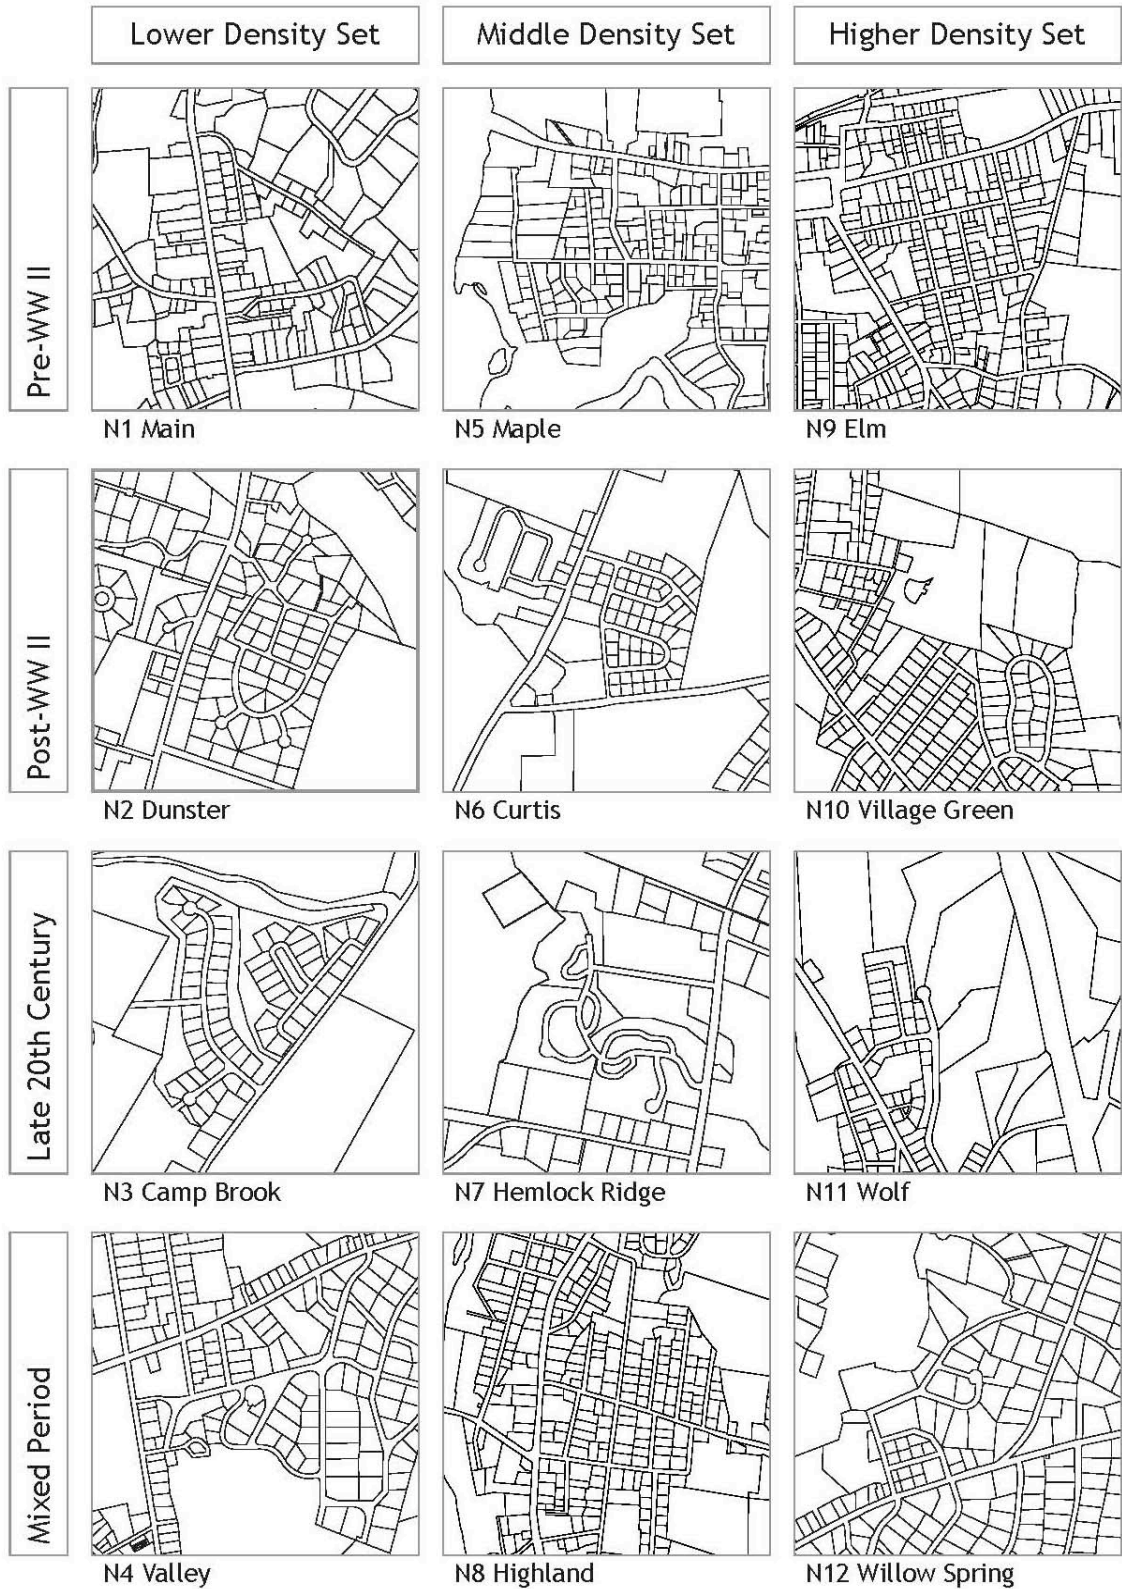 Lower Density Set
Middle Density Set
Higher Density Set
Pre-WW II
N1 Main
N5 Maple
N9 Elm
Post-WW II
N2 Dunster
N6 Curtis
N10 Village Green
Late 20th Century
N3 Camp Brook
N7 Hemlock Ridge
N11 Wolf
Mixed Period
N4 Valley
N8 Highland
N12 Willow Spring